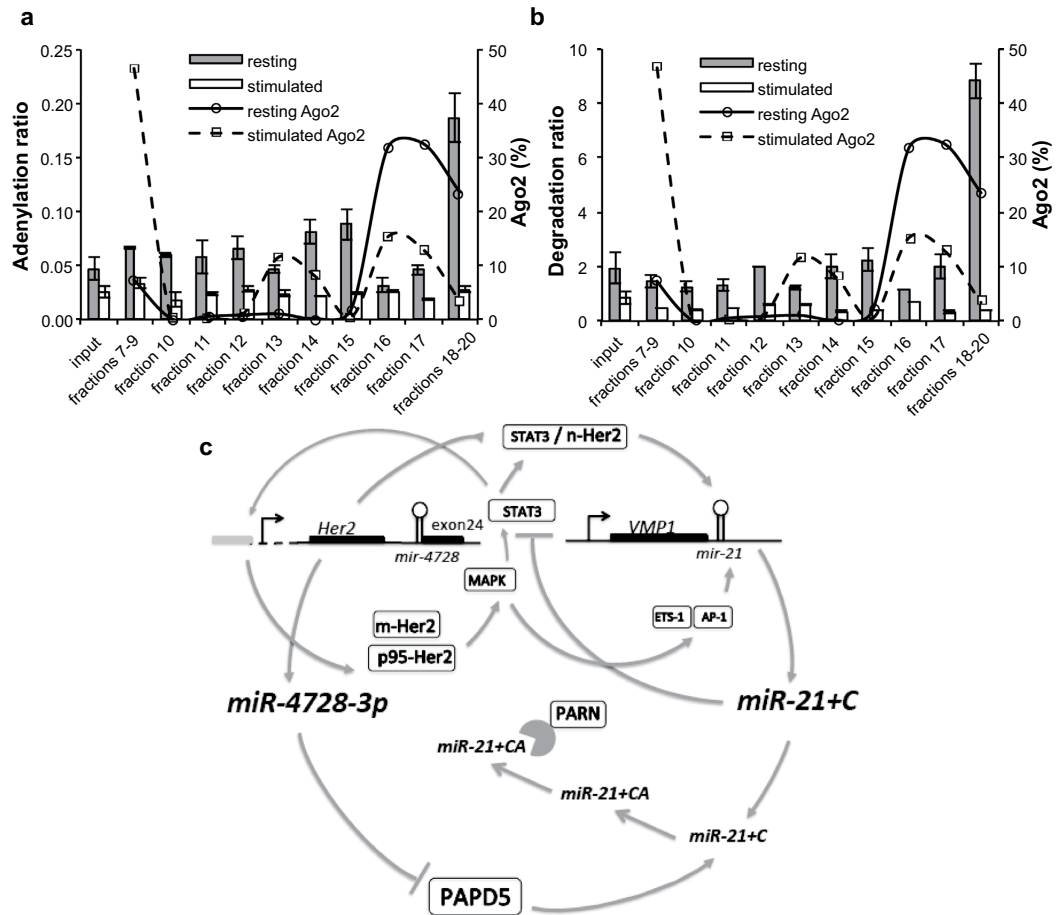 a
Adenylation ratio
0.25
0.20
0.15
0.10
0.05
0.00
resting
stimulated
resting Ago2
stimulated Ago2
50
40
30
20
10
0
Ago2 (%)
input
fractions 7-9
fraction 10
fraction 11
fraction 12
fraction 13
fraction 14
fraction 15
fraction 16
fraction 17
fractions 18-20
b
Degradation ratio
10
8
6
4
2
0
resting
stimulated
resting Ago2
stimulated Ago2
50
40
30
20
10
0
Ago2 (%)
input
fractions 7-9
fraction 10
fraction 11
fraction 12
fraction 13
fraction 14
fraction 15
fraction 16
fraction 17
fractions 18-20
c
STAT3 / n-Her2
STAT3
Her2
exon24
mir-4728
VMP1
mir-21
MAPK
ETS-1
AP-1
m-Her2
p95-Her2
miR-4728-3p
miR-21+C
PARN
miR-21+CA
miR-21+CA
miR-21+C
PAPD5